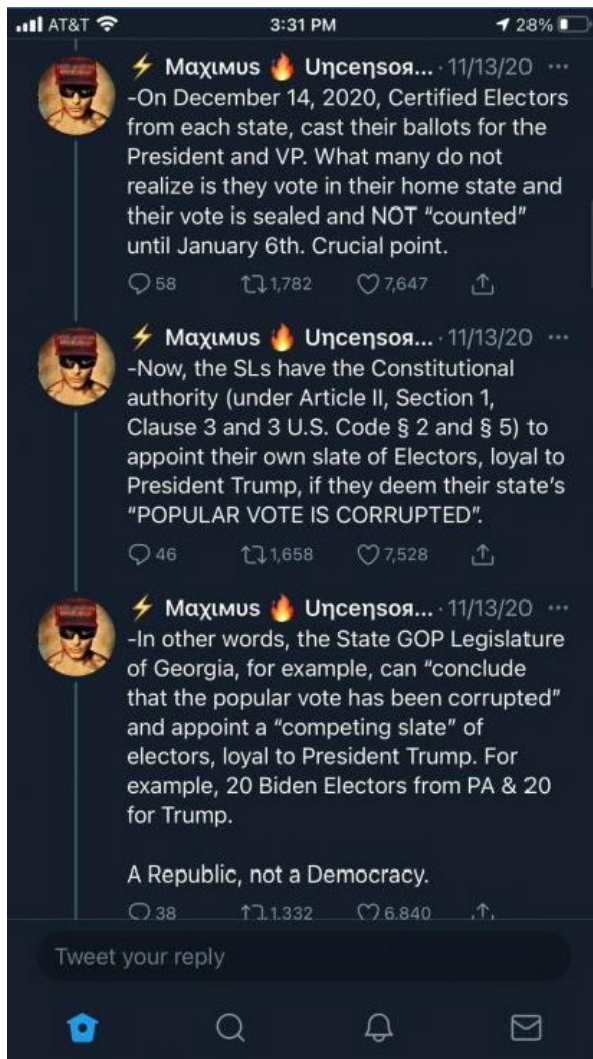 AT&T 3:31 PM 28%
⚡ Mαχιмυs 🔥 Uηcεηsoя... · 11/13/20 ···
-On December 14, 2020, Certified Electors
from each state, cast their ballots for the
President and VP. What many do not
realize is they vote in their home state and
their vote is sealed and NOT “counted”
until January 6th. Crucial point.
58 1,782 7,647
⚡ Mαχιмυs 🔥 Uηcεηsoя... · 11/13/20 ···
-Now, the SLs have the Constitutional
authority (under Article II, Section 1,
Clause 3 and 3 U.S. Code § 2 and § 5) to
appoint their own slate of Electors, loyal to
President Trump, if they deem their state’s
“POPULAR VOTE IS CORRUPTED”.
46 1,658 7,528
⚡ Mαχιмυs 🔥 Uηcεηsoя... · 11/13/20 ···
-In other words, the State GOP Legislature
of Georgia, for example, can “conclude
that the popular vote has been corrupted”
and appoint a “competing slate” of
electors, loyal to President Trump. For
example, 20 Biden Electors from PA & 20
for Trump.
A Republic, not a Democracy.
38 1,332 6,840
Tweet your reply